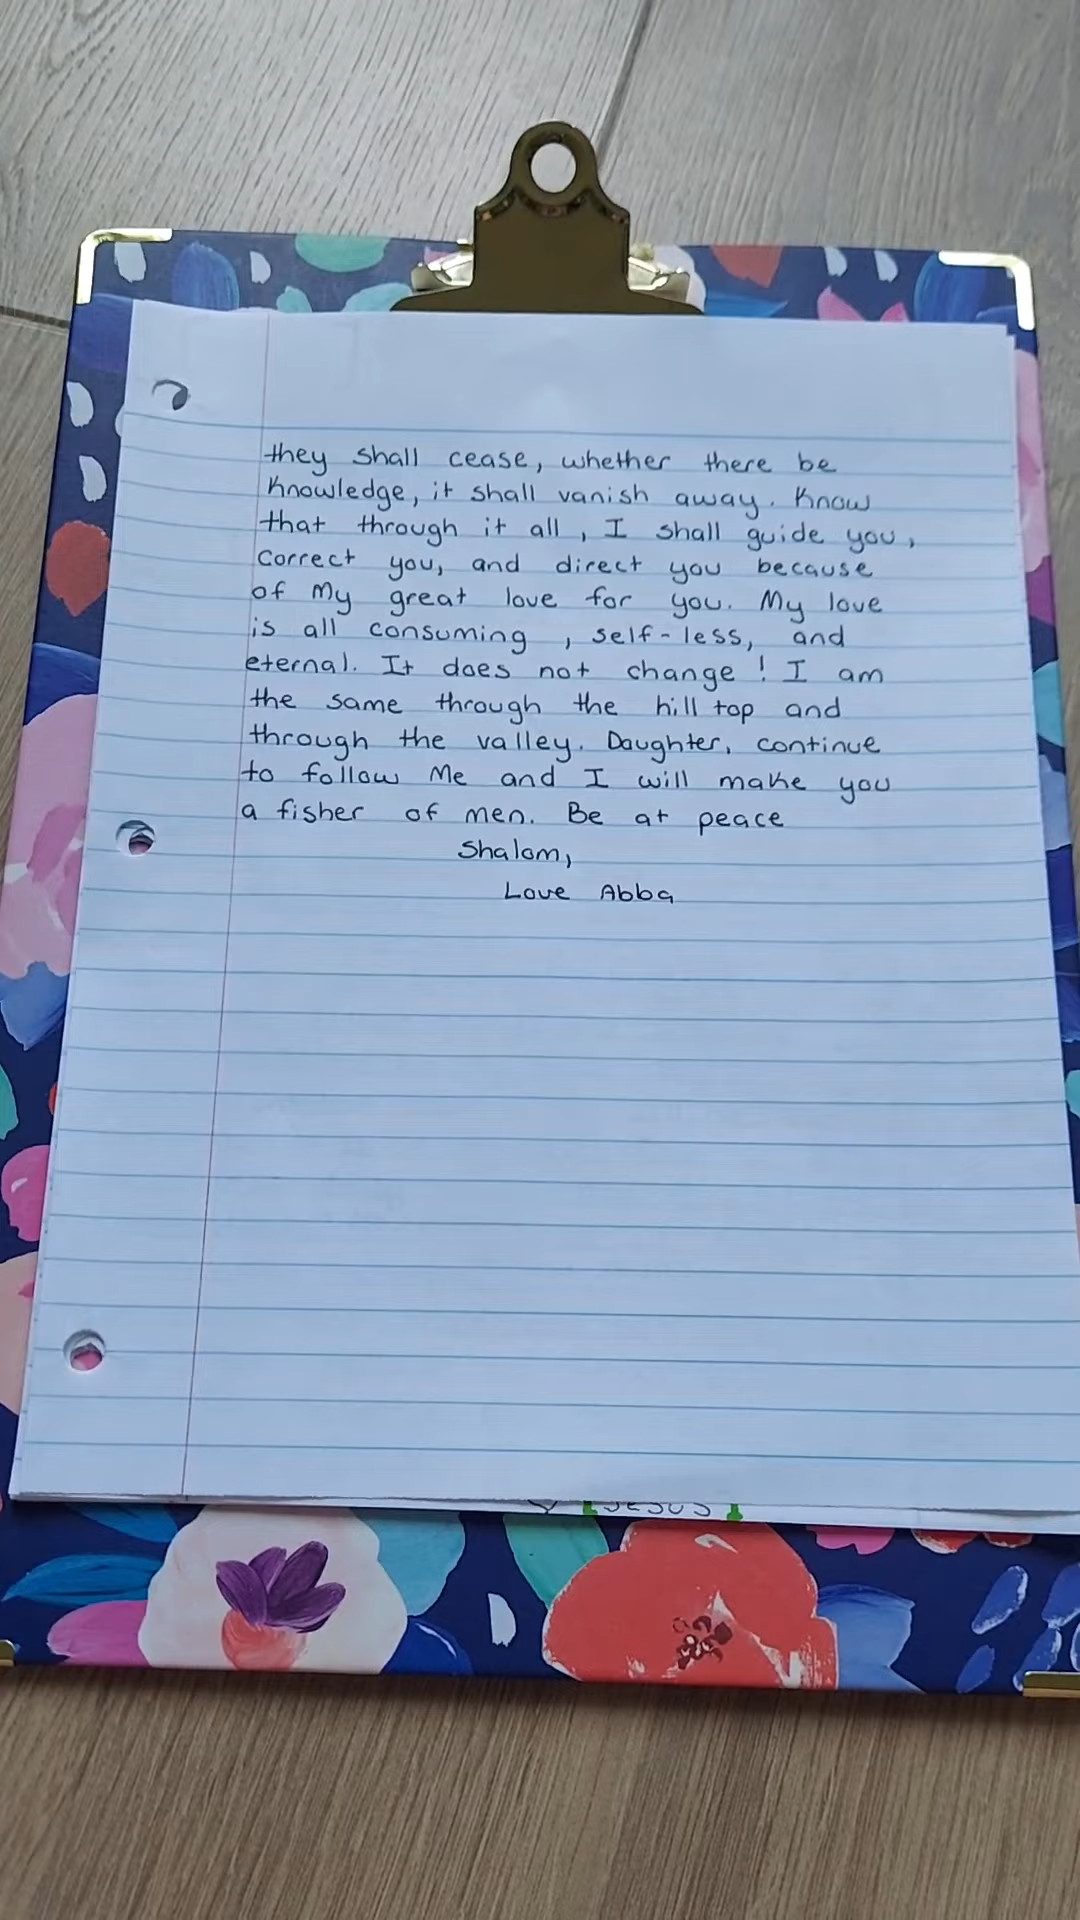 they shall cease, whether there be
knowledge, it shall vanish away. Know
that through it all, I shall guide you,
correct you, and direct you because
of My great love for you. My love
is all consuming, self-less, and
eternal. It does not change! I am
the same through the hill top and
through the valley. Daughter, continue
to follow Me and I will make you
a fisher of men. Be at peace
Shalom,
Love Abba
JESUS